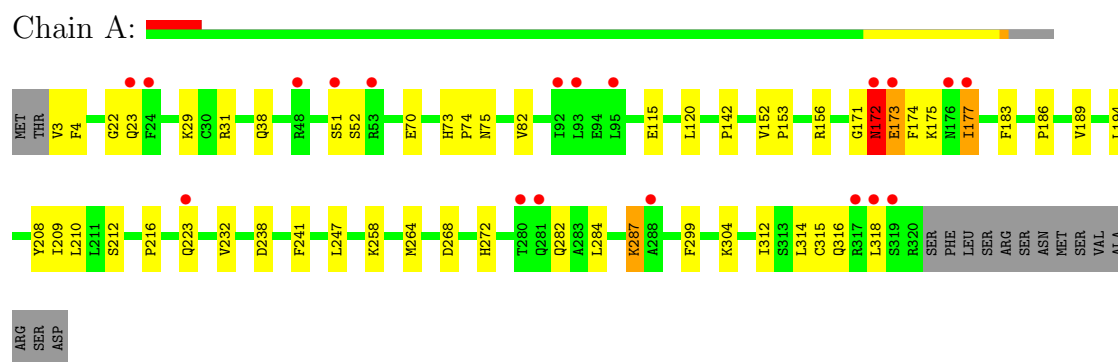 Chain A:
MET THR V3 F4 G22 Q23 F24 K29 C30 R31 Q38 R48 S51 S52 R53 E70 H73 P74 N75 V82 I92 L93 E94 L95 E115 L120 P142 V152 P153 R156 G171 N172 E173 F174 K175 N176 I177 F183 P186 V189
Y208 I209 L210 L211 S212 P216 Q223 V232 D238 F241 L247 K258 M264 D268 H272 T280 Q281 Q282 A283 L284 K287 A288 F299 K304 I312 S313 L314 C315 Q316 R317 L318 S319 R320 SER PHE LEU SER ARG SER ASN MET SER VAL ALA
ARG SER ASP